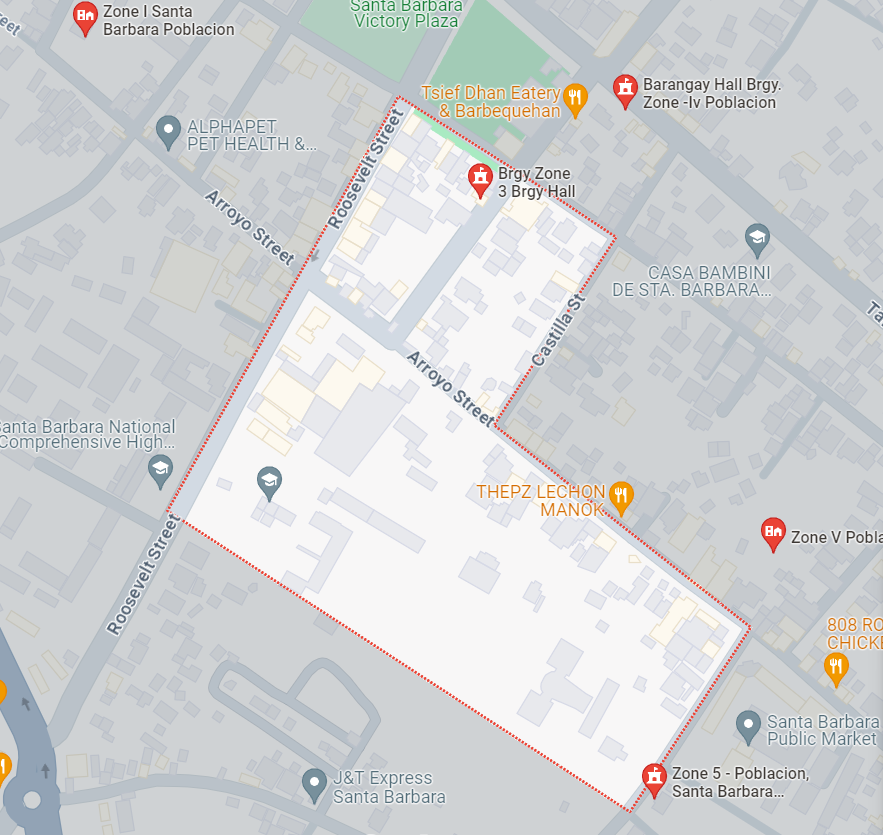 Santa Barbara
Victory Plaza
Zone I Santa
Barbara Poblacion
Street
Tsief Dhan Eatery
& Barbequehan
Barangay Hall Brgy.
Zone -Iv Poblacion
ALPHAPET
PET HEALTH &...
Roosevelt Street
Brgy Zone
3 Brgy Hall
Arroyo Street
CASA BAMBINI
DE STA. BARBARA...
Ta
Castilla St
Arroyo Street
Santa Barbara National
Comprehensive High...
THEPZ LECHON
MANOK
Zone V Pobla
Roosevelt Street
808 RO
CHICKE
Santa Barbara
Public Market
J&T Express
Santa Barbara
Zone 5 - Poblacion,
Santa Barbara...